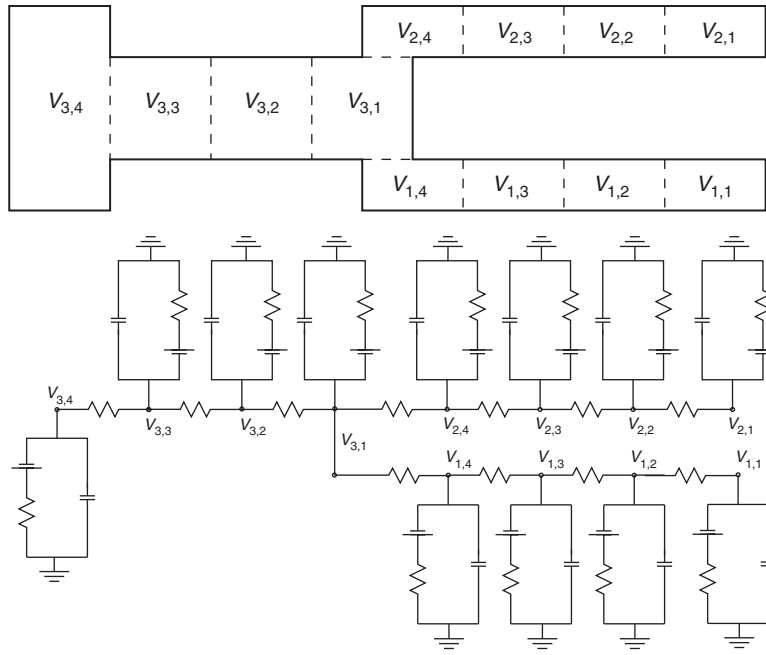 V2,4 V2,3 V2,2 V2,1
V3,4 V3,3 V3,2 V3,1
V1,4 V1,3 V1,2 V1,1
V3,4
V3,3 V3,2 V3,1 V2,4 V2,3 V2,2 V2,1
V1,4 V1,3 V1,2 V1,1